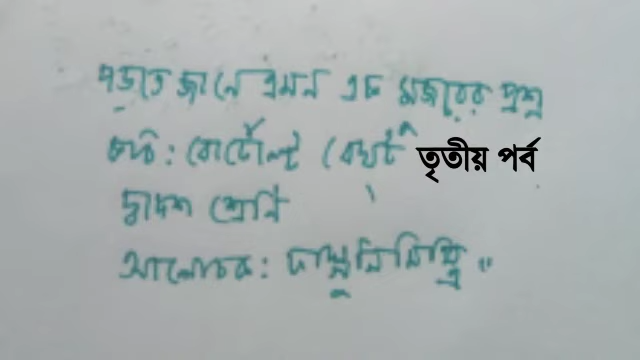 পড়তে জানে এমন এক মজুরের প্রশ্ন
কবি: বের্টোল্ট ব্রেখট তৃতীয় পর্ব
দ্বাদশ শ্রেণি
আলোচক: